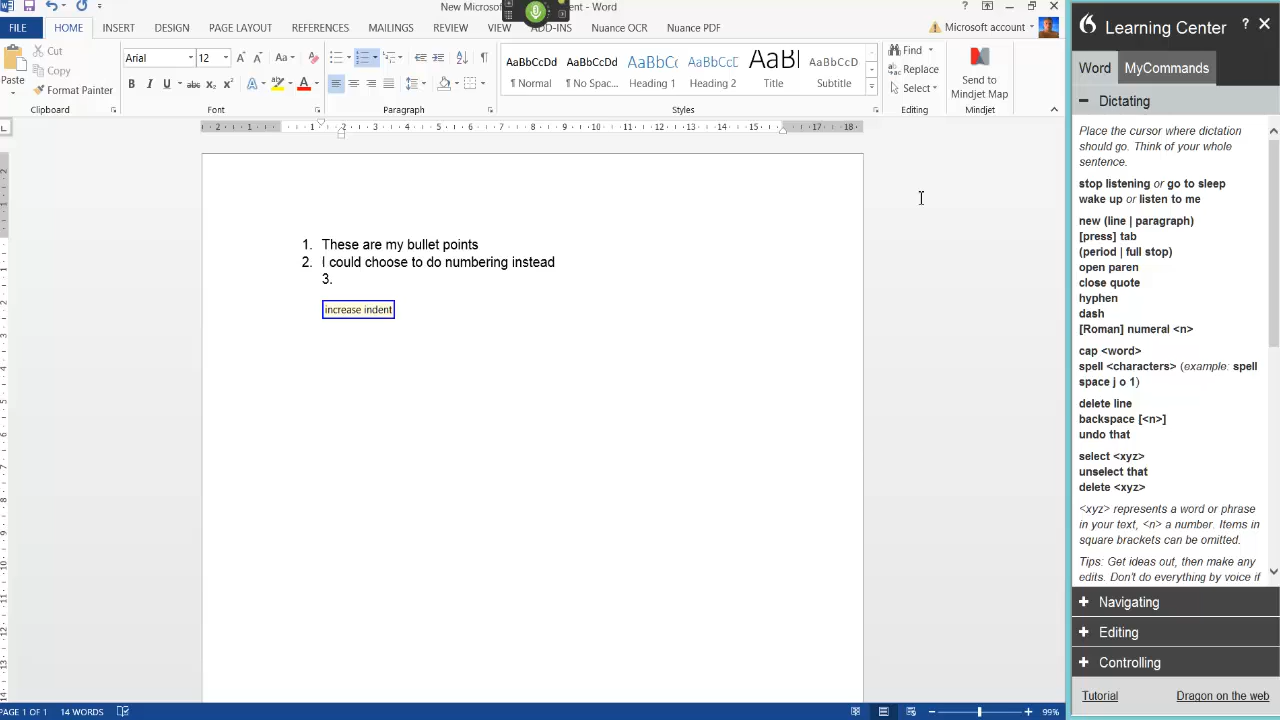 New Microsoft
nt - Word
FILE
HOME
INSERT
DESIGN
PAGE LAYOUT
REFERENCES
MAILINGS
REVIEW
VIEW
ADD-INS
Nuance OCR
Nuance PDF
Microsoft account
Paste
Cut
Copy
Format Painter
Clipboard
Arial
12
Font
Paragraph
AaBbCcDd
¶ Normal
AaBbCcDd
¶ No Spac...
Heading 1
Heading 2
Title
AaBbCcD
Subtitle
Styles
Find
Replace
Select
Editing
Send to
Mindjet Map
Mindjet
1. These are my bullet points
2. I could choose to do numbering instead
3.
increase indent
Learning Center
Word
MyCommands
Dictating
Place the cursor where dictation
should go. Think of your whole
sentence.
stop listening or go to sleep
wake up or listen to me
new (line | paragraph)
[press] tab
(period | full stop)
open paren
close quote
hyphen
dash
[Roman] numeral <n>
cap <word>
spell <characters> (example: spell
space j o 1)
delete line
backspace [<n>]
undo that
select <xyz>
unselect that
delete <xyz>
<xyz> represents a word or phrase
in your text, <n> a number. Items in
square brackets can be omitted.
Tips: Get ideas out, then make any
edits. Don't do everything by voice if
Navigating
Editing
Controlling
Tutorial
Dragon on the web
PAGE 1 OF 1
14 WORDS
99%